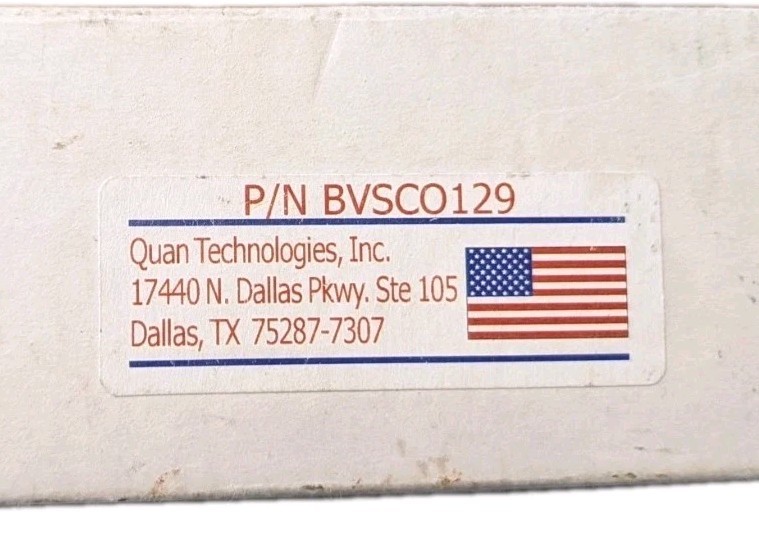 P/N BVSCO129
Quan Technologies, Inc.
17440 N. Dallas Pkwy. Ste 105
Dallas, TX 75287-7307